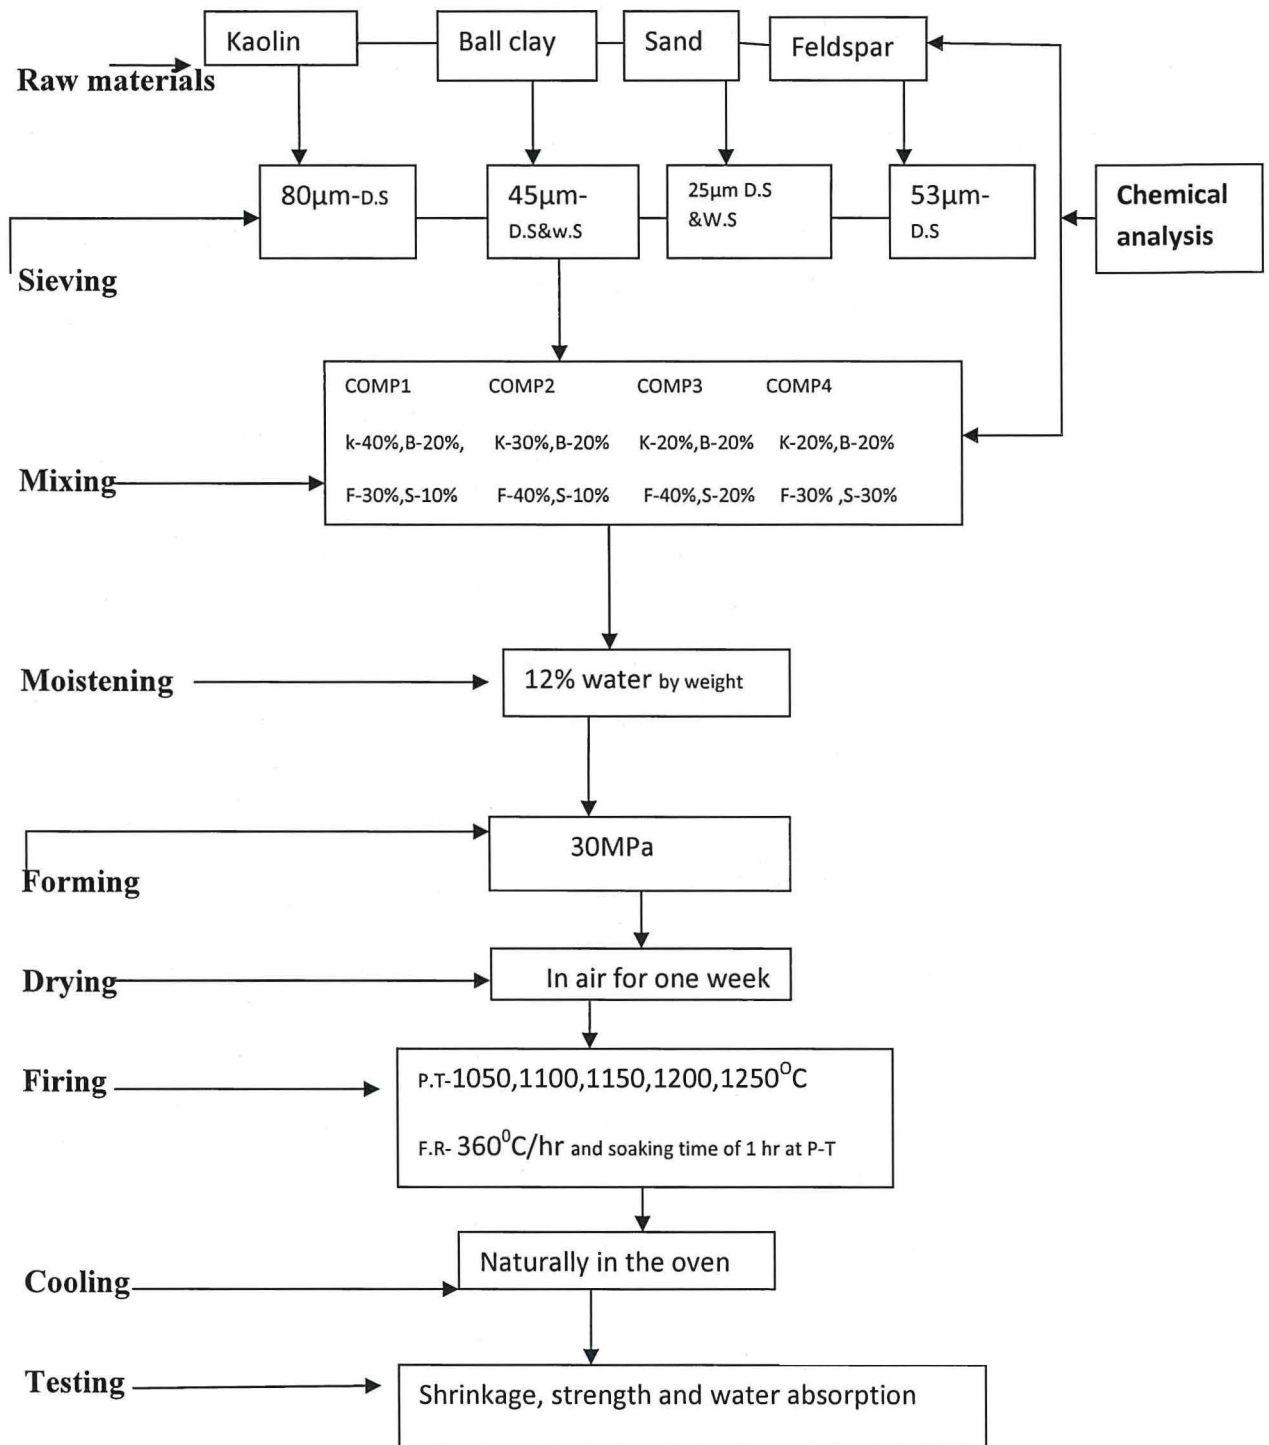 Kaolin
Ball clay
Sand
Feldspar
Raw materials
80µm-D.S
45µm-
D.S&w.S
25µm D.S
&W.S
53µm-
D.S
Chemical
analysis
Sieving
COMP1 COMP2 COMP3 COMP4
k-40%,B-20%, K-30%,B-20% K-20%,B-20% K-20%,B-20%
Mixing
F-30%,S-10% F-40%,S-10% F-40%,S-20% F-30% ,S-30%
Moistening
12% water by weight
30MPa
Forming
Drying
In air for one week
Firing
P.T-1050,1100,1150,1200,1250⁰C
F.R- 360⁰C/hr and soaking time of 1 hr at P-T
Naturally in the oven
Cooling
Testing
Shrinkage, strength and water absorption